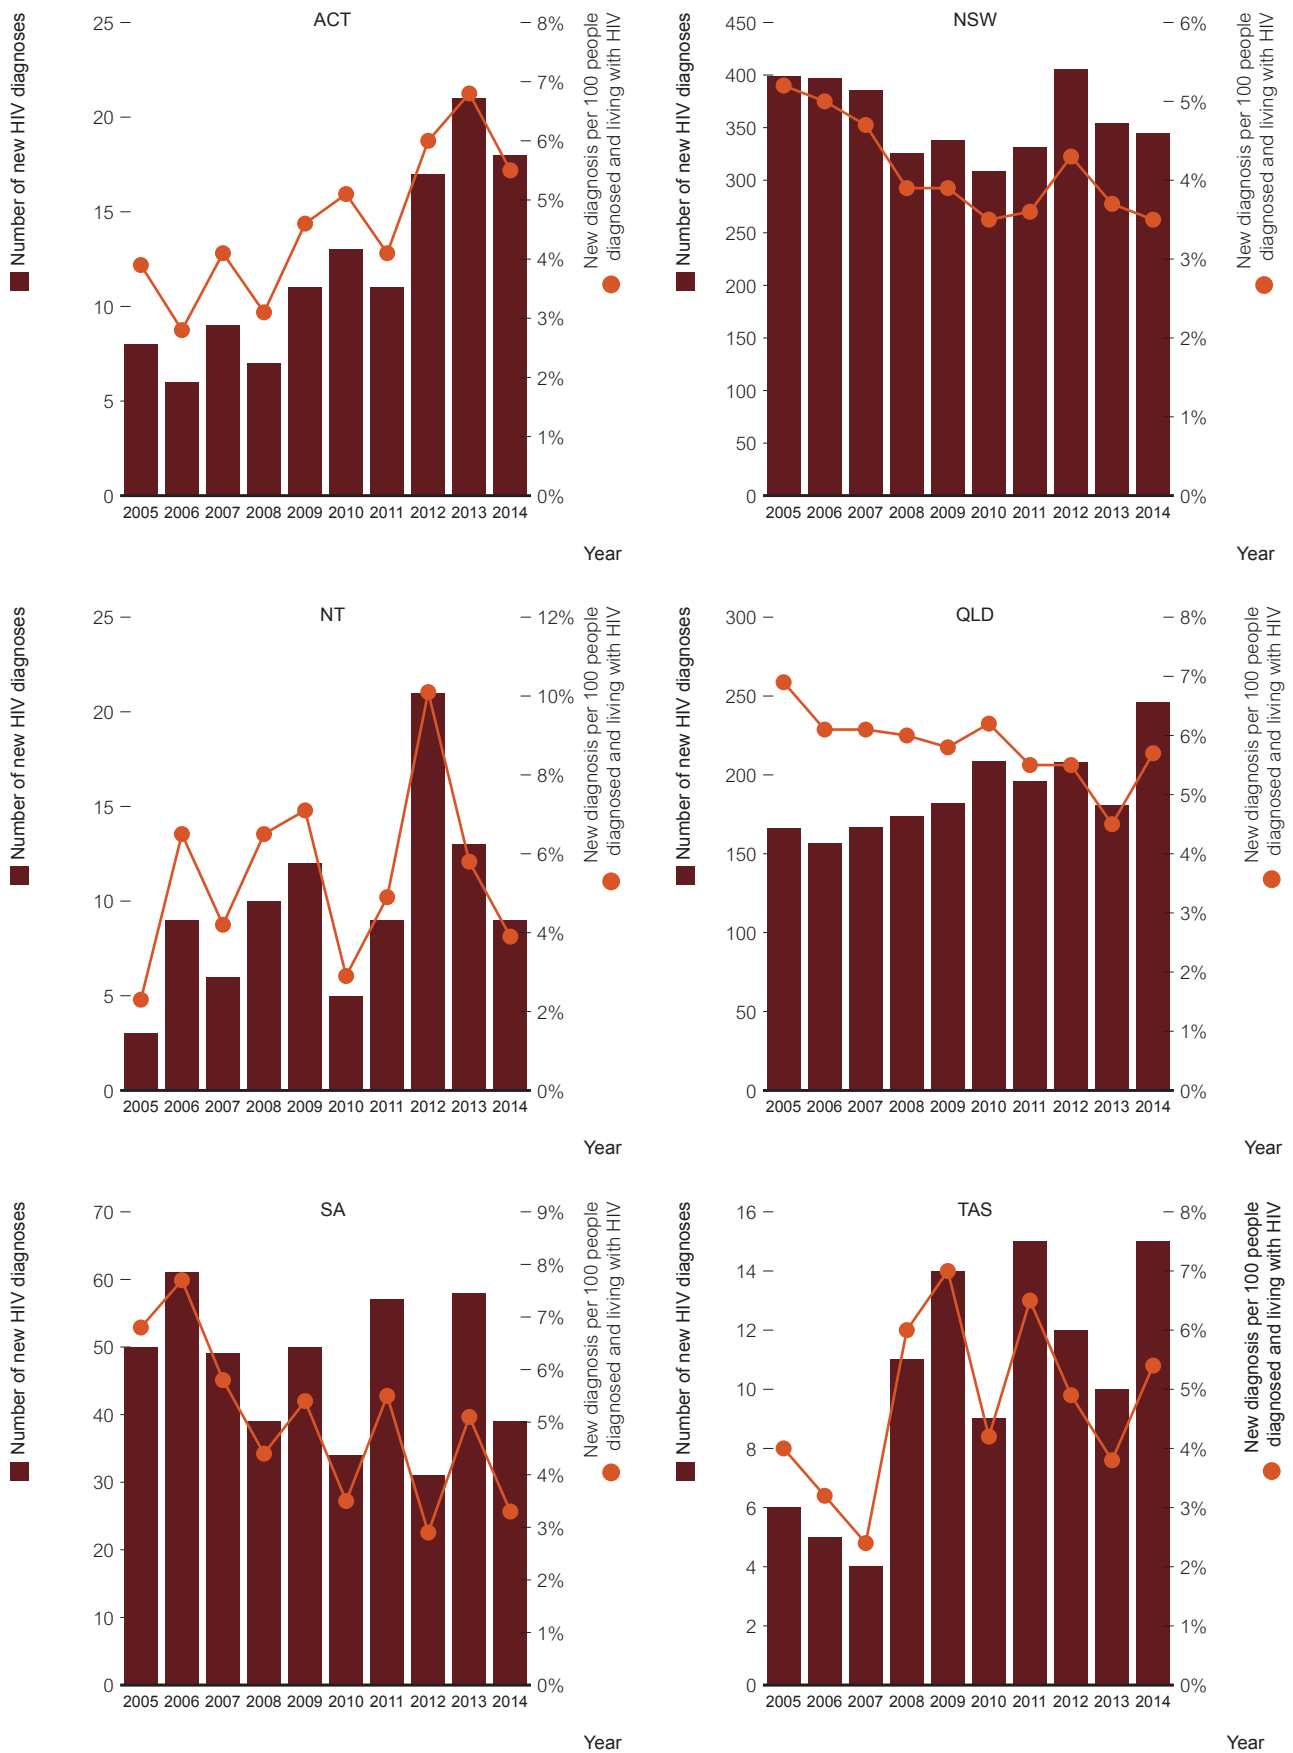 ACT
Number of new HIV diagnoses
25
20
15
10
5
0
8%
7%
6%
5%
4%
3%
2%
1%
0%
New diagnosis per 100 people
diagnosed and living with HIV
2005 2006 2007 2008 2009 2010 2011 2012 2013 2014
Year
NSW
Number of new HIV diagnoses
450
400
350
300
250
200
150
100
50
0
6%
5%
4%
3%
2%
1%
0%
New diagnosis per 100 people
diagnosed and living with HIV
2005 2006 2007 2008 2009 2010 2011 2012 2013 2014
Year
NT
Number of new HIV diagnoses
25
20
15
10
5
0
12%
10%
8%
6%
4%
2%
0%
New diagnosis per 100 people
diagnosed and living with HIV
2005 2006 2007 2008 2009 2010 2011 2012 2013 2014
Year
QLD
Number of new HIV diagnoses
300
250
200
150
100
50
0
8%
7%
6%
5%
4%
3%
2%
1%
0%
New diagnosis per 100 people
diagnosed and living with HIV
2005 2006 2007 2008 2009 2010 2011 2012 2013 2014
Year
SA
Number of new HIV diagnoses
70
60
50
40
30
20
10
0
9%
8%
7%
6%
5%
4%
3%
2%
1%
0%
New diagnosis per 100 people
diagnosed and living with HIV
2005 2006 2007 2008 2009 2010 2011 2012 2013 2014
Year
TAS
Number of new HIV diagnoses
16
14
12
10
8
6
4
2
0
8%
7%
6%
5%
4%
3%
2%
1%
0%
New diagnosis per 100 people
diagnosed and living with HIV
2005 2006 2007 2008 2009 2010 2011 2012 2013 2014
Year